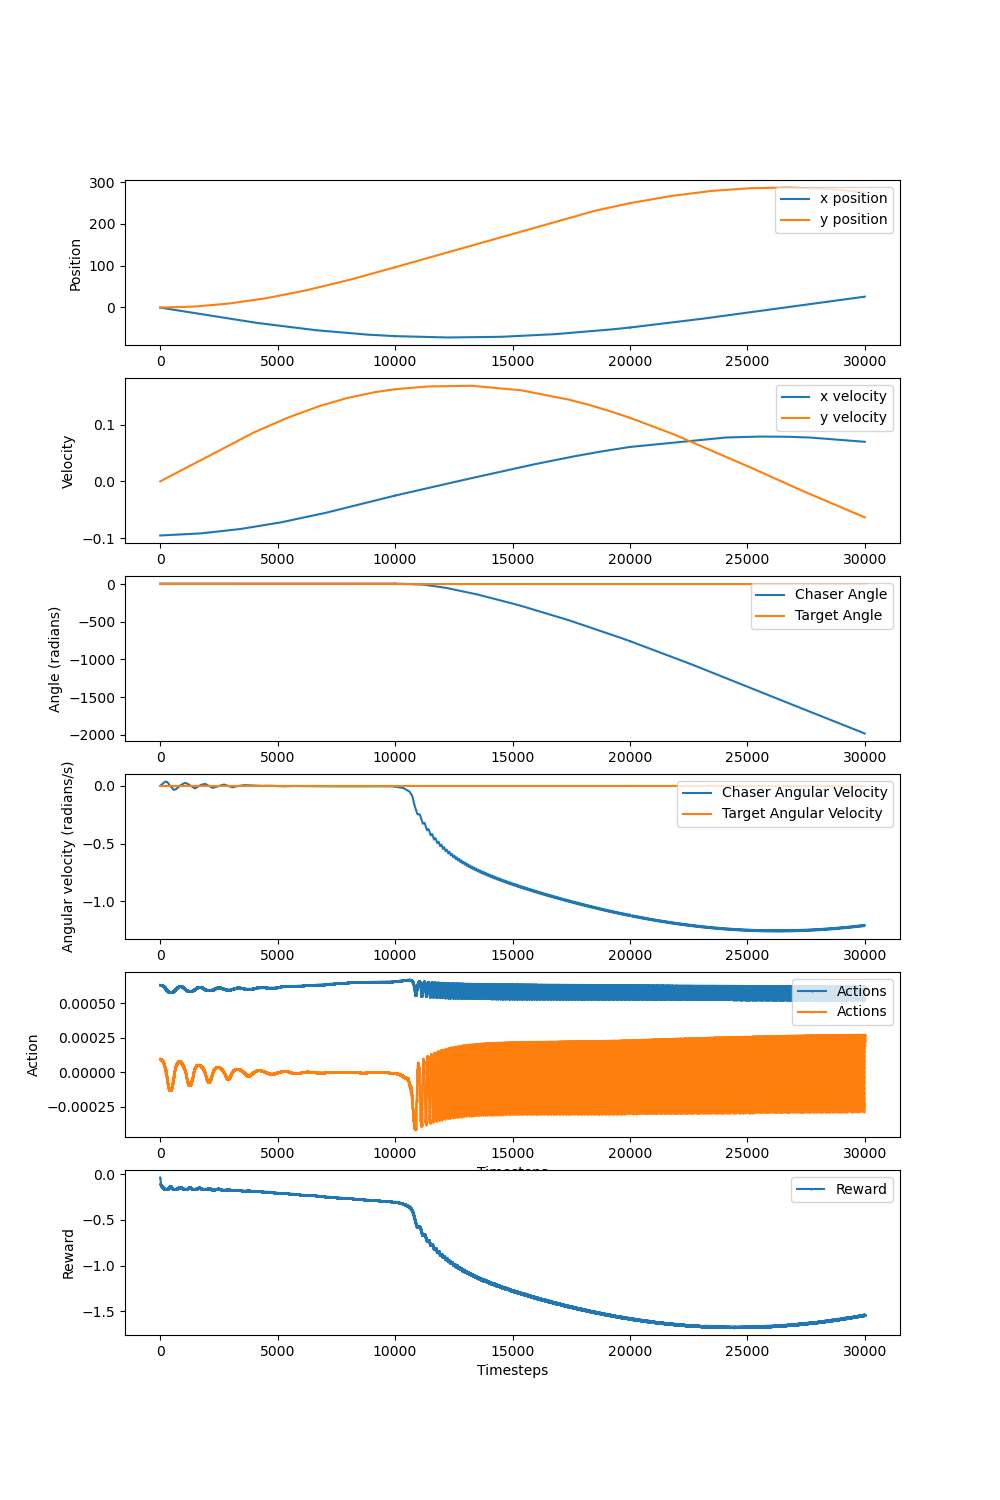 300
200
100
0
Position
x position
y position
0 5000 10000 15000 20000 25000 30000
0.1
0.0
−0.1
Velocity
x velocity
y velocity
0 5000 10000 15000 20000 25000 30000
0
−500
−1000
−1500
−2000
Angle (radians)
Chaser Angle
Target Angle
0 5000 10000 15000 20000 25000 30000
0.0
−0.5
−1.0
Angular velocity (radians/s)
Chaser Angular Velocity
Target Angular Velocity
0 5000 10000 15000 20000 25000 30000
0.00050
0.00025
0.00000
−0.00025
Action
Actions
Actions
0 5000 10000 15000 20000 25000 30000
Timesteps
0.0
−0.5
−1.0
−1.5
Reward
Reward
0 5000 10000 15000 20000 25000 30000
Timesteps